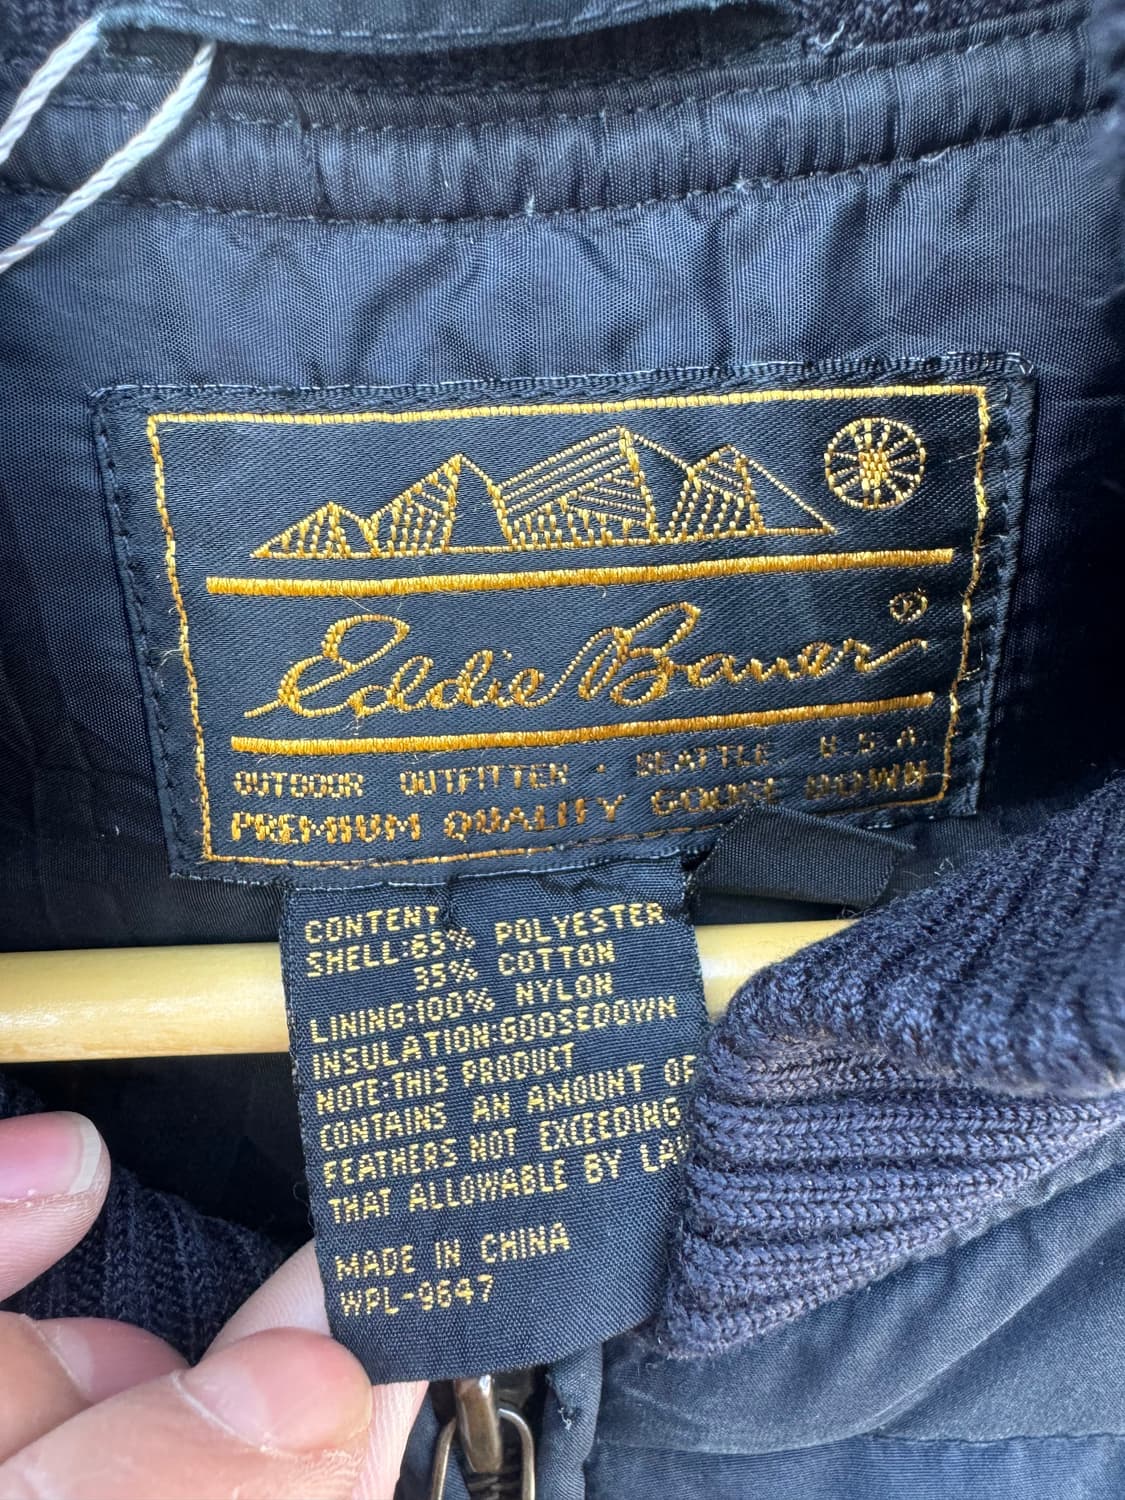 Eddie Bauer®
OUTDOOR OUTFITTER · SEATTLE U.S.A.
PREMIUM QUALITY GOOSE DOWN
CONTENT
SHELL:65% POLYESTER
35% COTTON
LINING:100% NYLON
INSULATION:GOOSEDOWN
NOTE:THIS PRODUCT
CONTAINS AN AMOUNT OF
FEATHERS NOT EXCEEDING
THAT ALLOWABLE BY LAW
MADE IN CHINA
WPL-9647